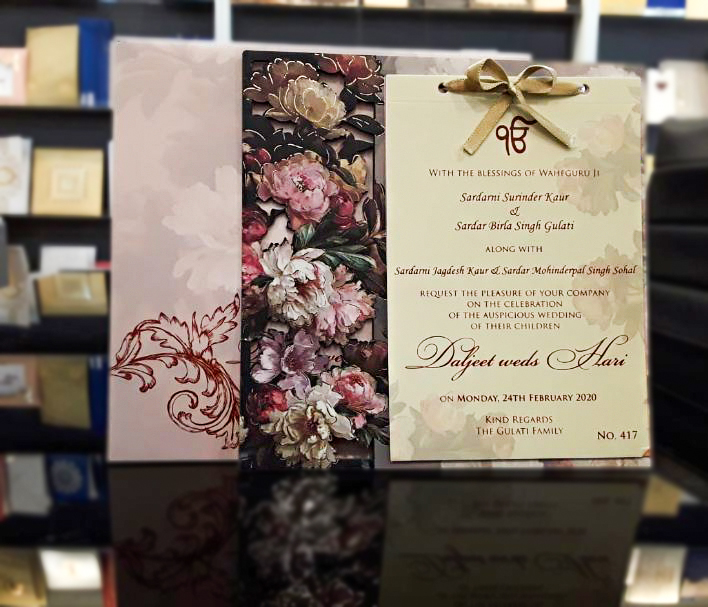 ੴ
With the blessings of Waheguru Ji
Sardarni Surinder Kaur
&
Sardar Birla Singh Gulati
along with
Sardarni Jagdesh Kaur & Sardar Mohinderpal Singh Sohal
request the pleasure of your company
on the celebration
of the auspicious wedding
of their children
Daljeet weds Hari
on Monday, 24th February 2020
Kind Regards
The Gulati Family
No. 417